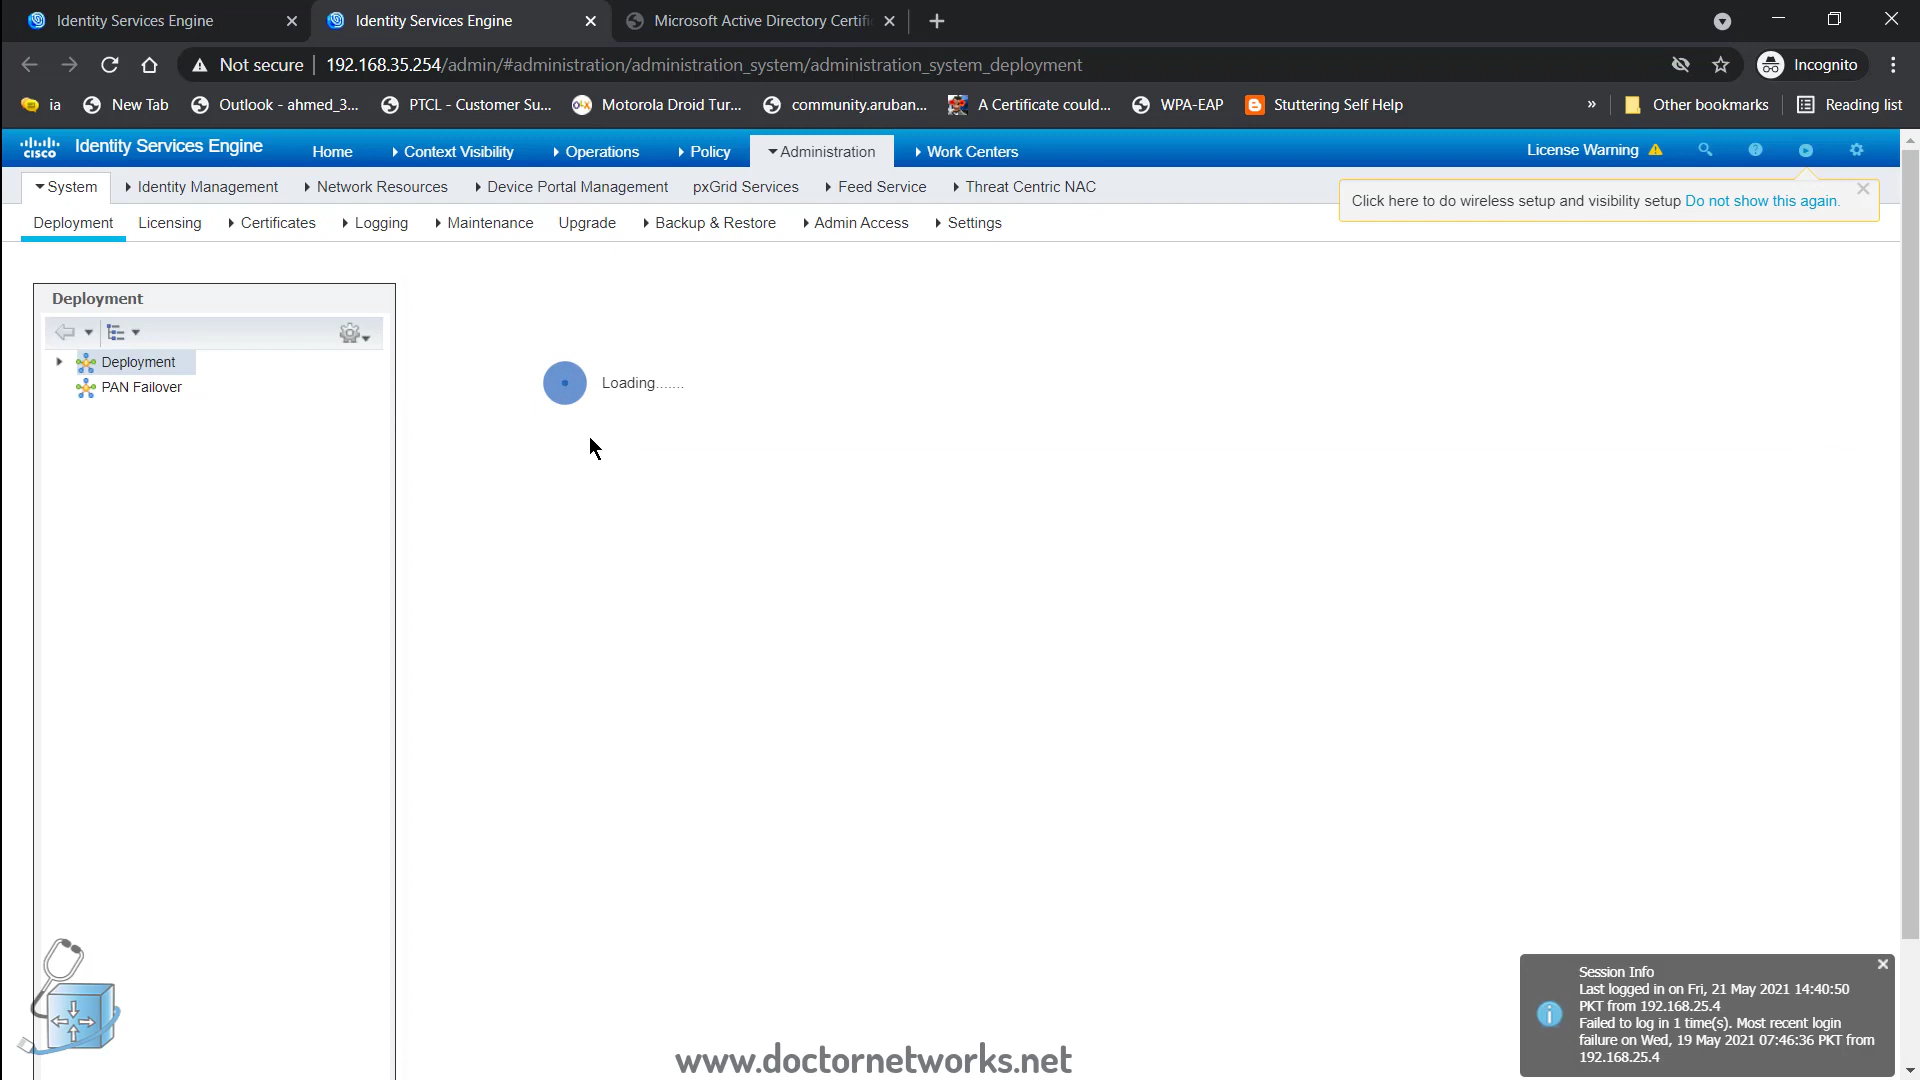 Identity Services Engine
Identity Services Engine
Microsoft Active Directory Certifi
Not secure
192.168.35.254/admin/#administration/administration_system/administration_system_deployment
Incognito
ia
New Tab
Outlook - ahmed_3...
PTCL - Customer Su...
Motorola Droid Tur...
community.aruban...
A Certificate could...
WPA-EAP
Stuttering Self Help
»
Other bookmarks
Reading list
cisco
Identity Services Engine
Home
Context Visibility
Operations
Policy
Administration
Work Centers
License Warning
System
Identity Management
Network Resources
Device Portal Management
pxGrid Services
Feed Service
Threat Centric NAC
Click here to do wireless setup and visibility setup Do not show this again.
Deployment
Licensing
Certificates
Logging
Maintenance
Upgrade
Backup & Restore
Admin Access
Settings
Deployment
Deployment
PAN Failover
Loading.......
Session Info
Last logged in on Fri, 21 May 2021 14:40:50
PKT from 192.168.25.4
Failed to log in 1 time(s). Most recent login
failure on Wed, 19 May 2021 07:46:36 PKT from
192.168.25.4
www.doctornetworks.net